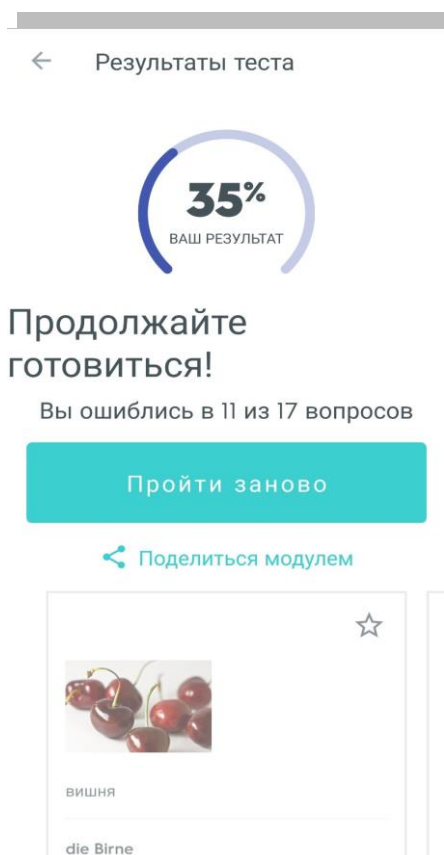 Результаты теста
35%
ВАШ РЕЗУЛЬТАТ
Продолжайте
готовиться!
Вы ошиблись в 11 из 17 вопросов
Пройти заново
Поделиться модулем
вишня
die Birne